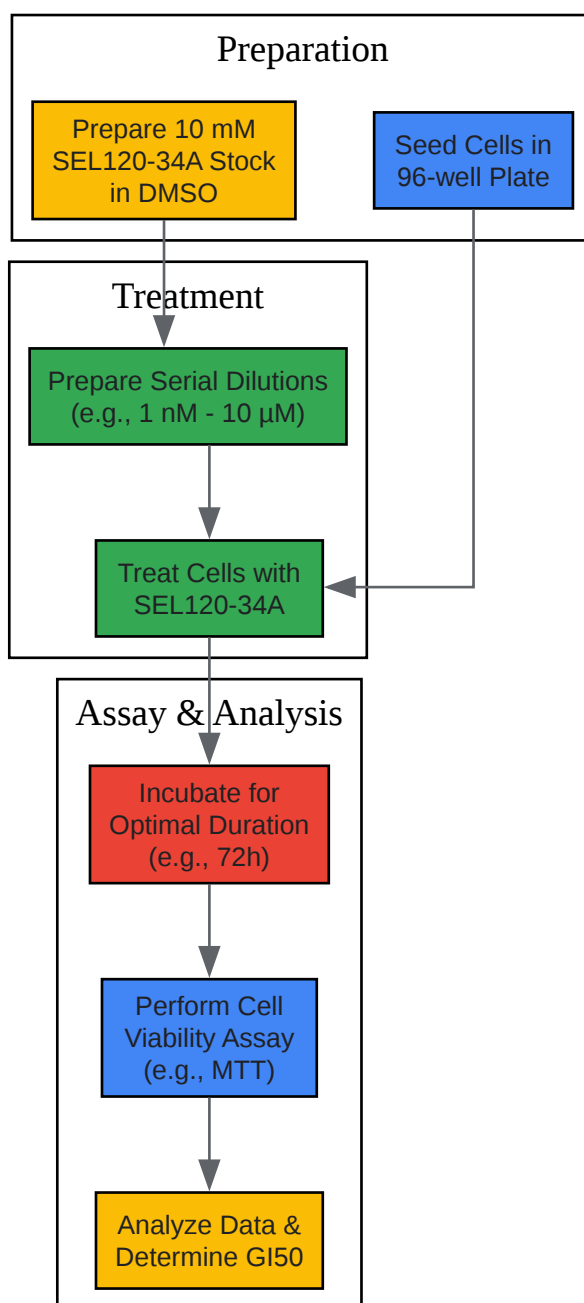 Preparation
Prepare 10 mM
SEL120-34A Stock
in DMSO
Seed Cells in
96-well Plate
Treatment
Prepare Serial Dilutions
(e.g., 1 nM - 10 µM)
Treat Cells with
SEL120-34A
Assay & Analysis
Incubate for
Optimal Duration
(e.g., 72h)
Perform Cell
Viability Assay
(e.g., MTT)
Analyze Data &
Determine GI50